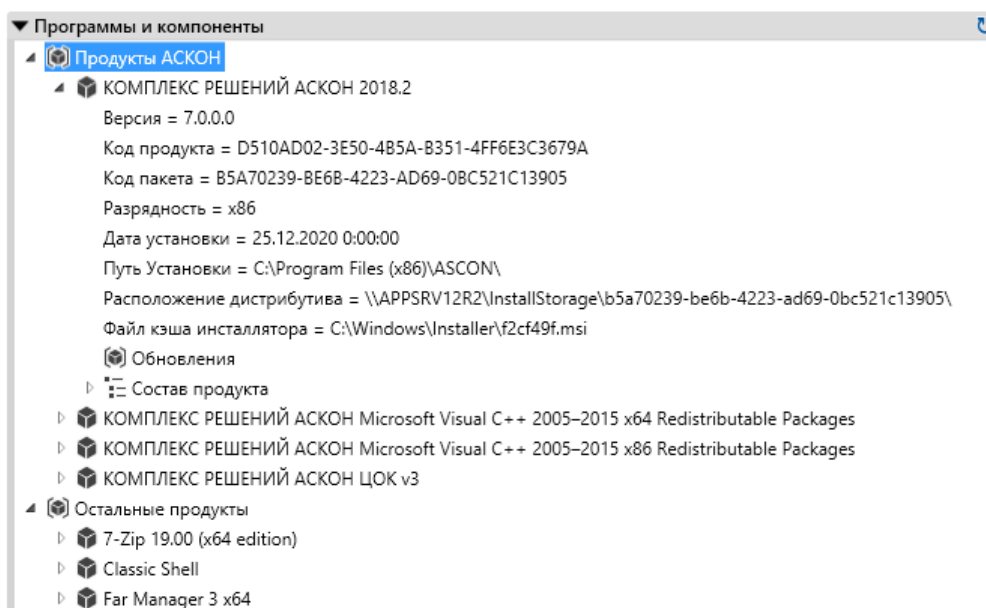 Программы и компоненты
Продукты АСКОН
КОМПЛЕКС РЕШЕНИЙ АСКОН 2018.2
Версия = 7.0.0.0
Код продукта = D510AD02-3E50-4B5A-B351-4FF6E3C3679A
Код пакета = B5A70239-BE6B-4223-AD69-0BC521C13905
Разрядность = x86
Дата установки = 25.12.2020 0:00:00
Путь Установки = C:\Program Files (x86)\ASCON\
Расположение дистрибутива = \\APPSRV12R2\InstallStorage\b5a70239-be6b-4223-ad69-0bc521c13905\
Файл кэша инсталлятора = C:\Windows\Installer\f2cf49f.msi
Обновления
Состав продукта
КОМПЛЕКС РЕШЕНИЙ АСКОН Microsoft Visual C++ 2005–2015 x64 Redistributable Packages
КОМПЛЕКС РЕШЕНИЙ АСКОН Microsoft Visual C++ 2005–2015 x86 Redistributable Packages
КОМПЛЕКС РЕШЕНИЙ АСКОН ЦОК v3
Остальные продукты
7-Zip 19.00 (x64 edition)
Classic Shell
Far Manager 3 x64